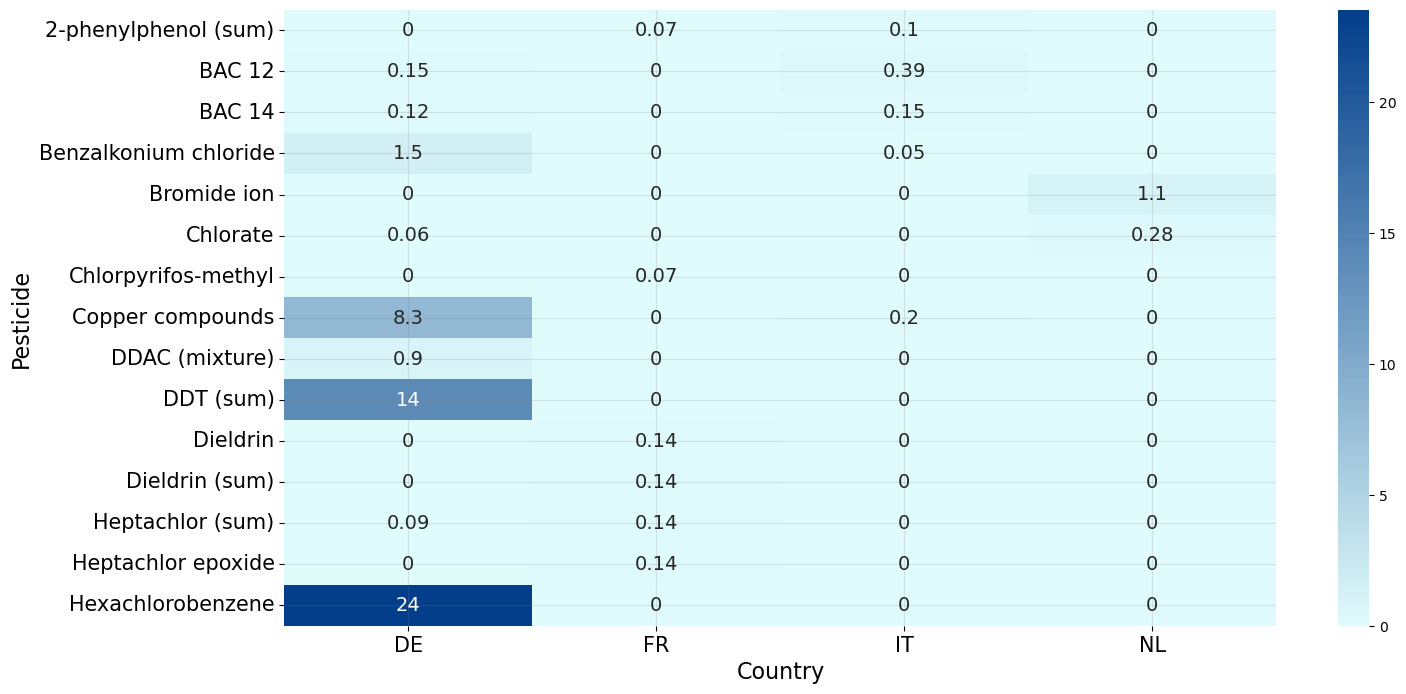 2-phenylphenol (sum) 0 0.07 0.1 0
BAC 12 0.15 0 0.39 0
BAC 14 0.12 0 0.15 0
Benzalkonium chloride 1.5 0 0.05 0
Bromide ion 0 0 0 1.1
Chlorate 0.06 0 0 0.28
Chlorpyrifos-methyl 0 0.07 0 0
Copper compounds 8.3 0 0.2 0
DDAC (mixture) 0.9 0 0 0
DDT (sum) 14 0 0 0
Dieldrin 0 0.14 0 0
Dieldrin (sum) 0 0.14 0 0
Heptachlor (sum) 0.09 0.14 0 0
Heptachlor epoxide 0 0.14 0 0
Hexachlorobenzene 24 0 0 0
DE FR IT NL
Country
Pesticide
20
15
10
5
0